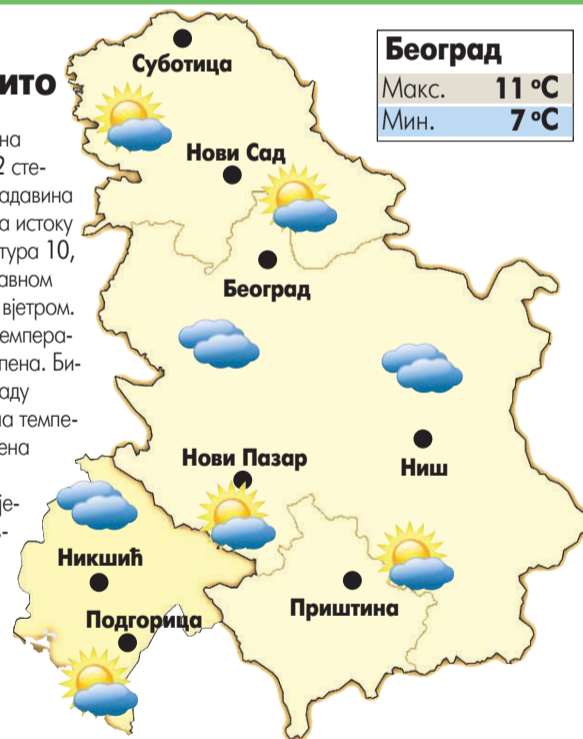 ито
на
2 сте-
адавина
а истоку
тура 10,
авном
вјетром.
емпера-
пена. Би-
аду
на темпе-
ена
је-
Београд
Макс. 11 °C
Мин. 7 °C
Суботица
Нови Сад
Београд
Нови Пазар
Ниш
Никшић
Подгорица
Приштина